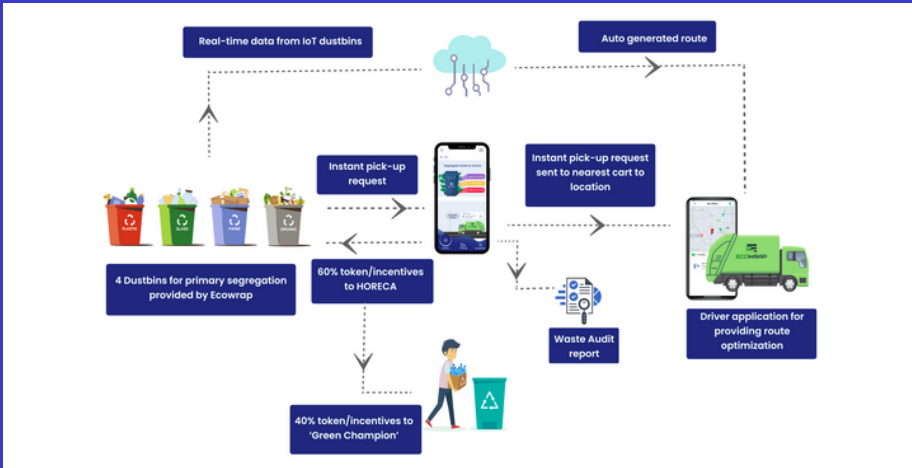 Real-time data from IoT dustbins
Auto generated route
Instant pick-up
request
Instant pick-up request
sent to nearest cart to
location
PLASTIC
GLASS
PAPER
ORGANIC
ECOWRAP
4 Dustbins for primary segregation
provided by Ecowrap
60% token/incentives
to HORECA
Waste Audit
report
Driver application for
providing route
optimization
40% token/incentives to
‘Green Champion’